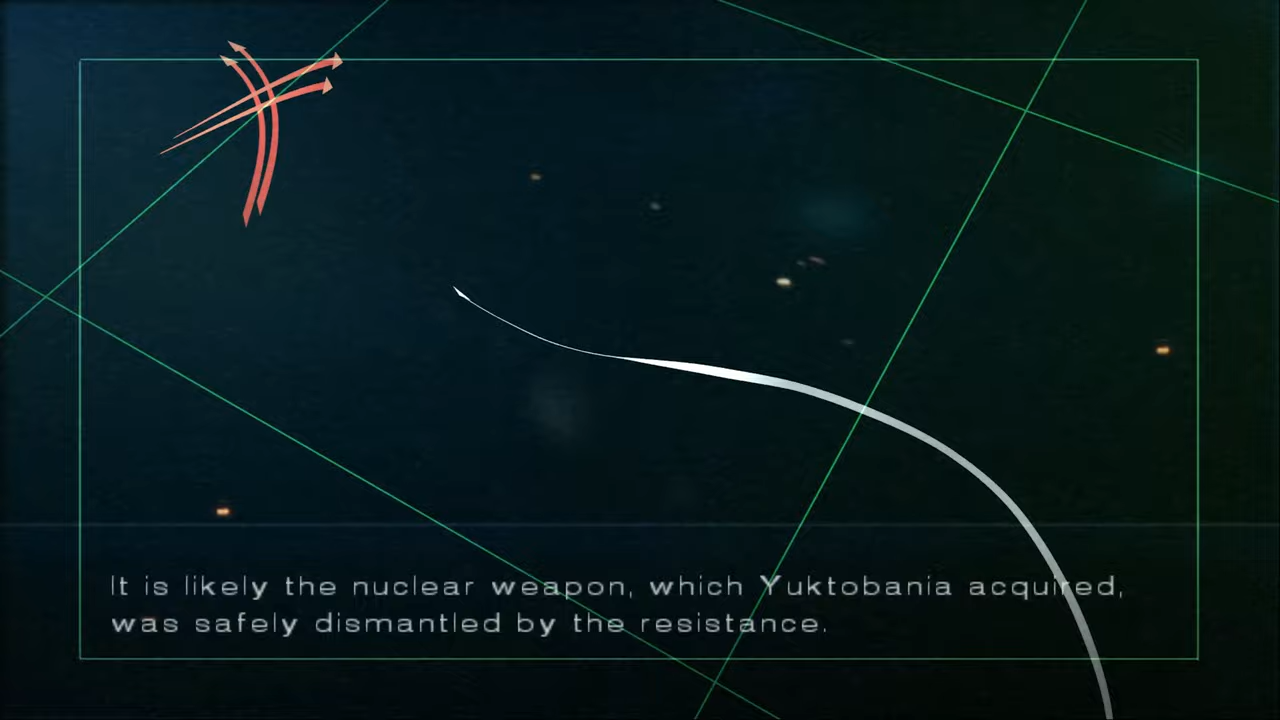 It is likely the nuclear weapon, which Yuktobania acquired,
was safely dismantled by the resistance.